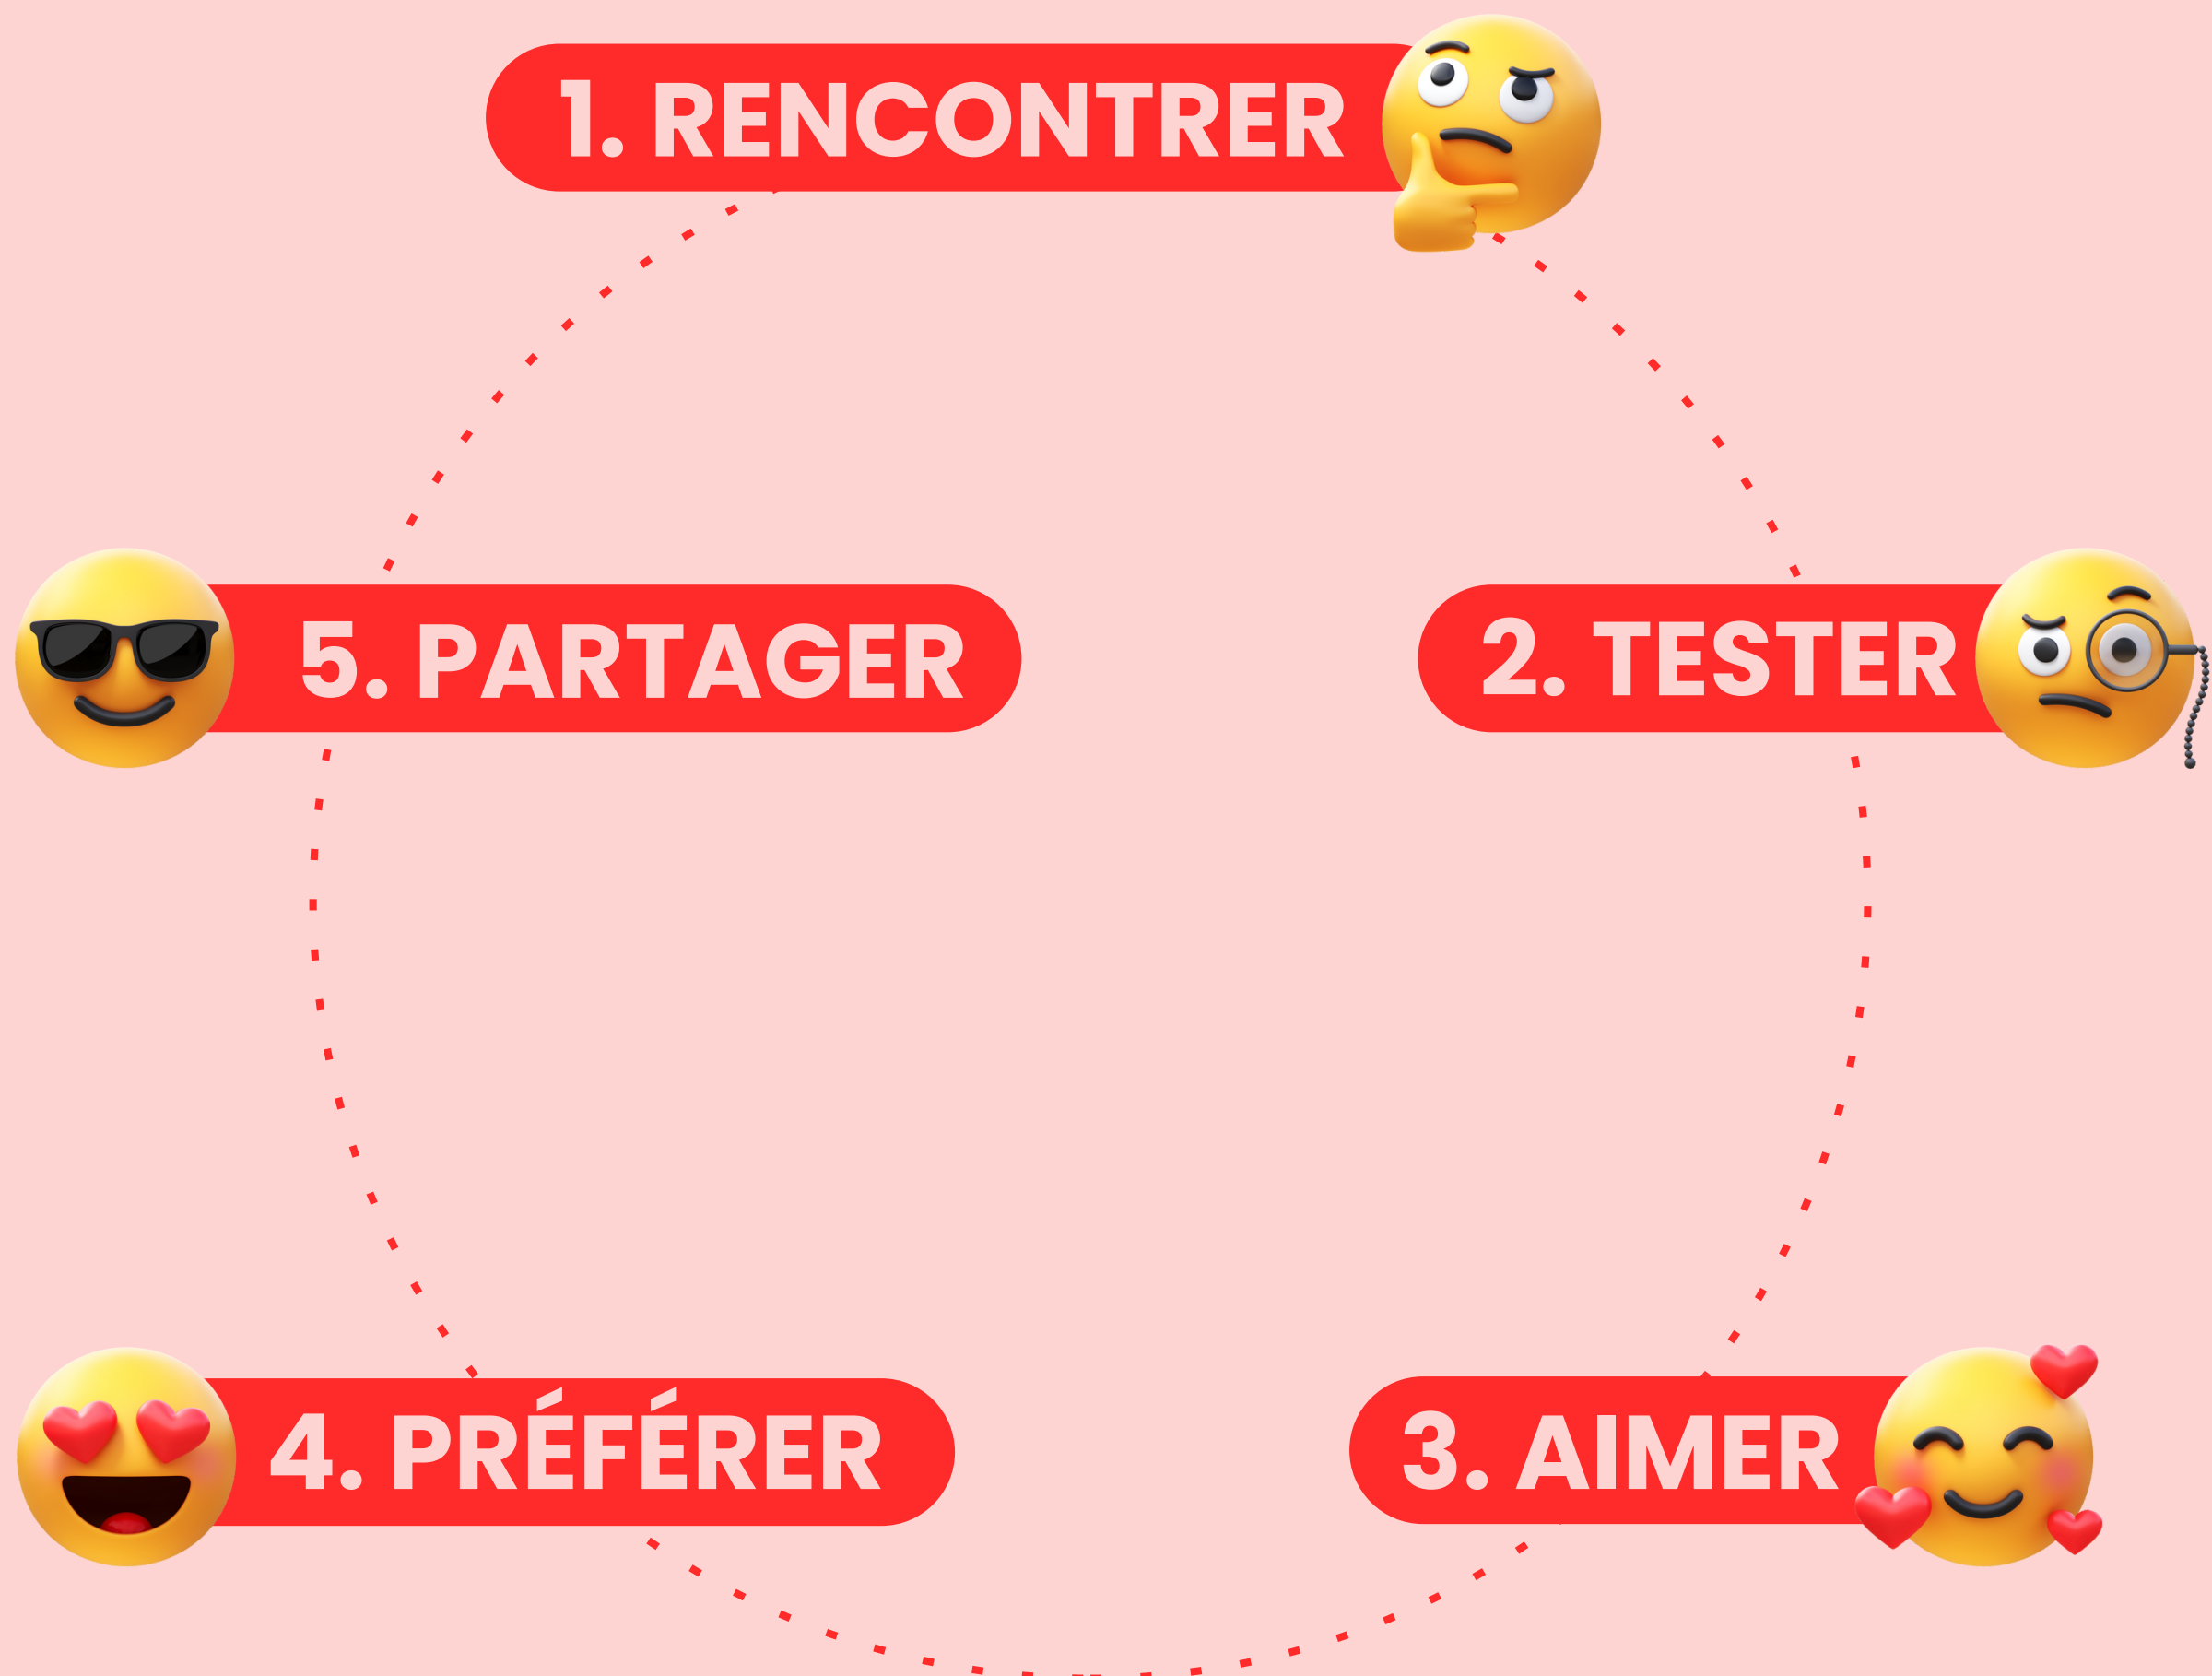 1. RENCONTRER
2. TESTER
3. AIMER
4. PRÉFÉRER
5. PARTAGER